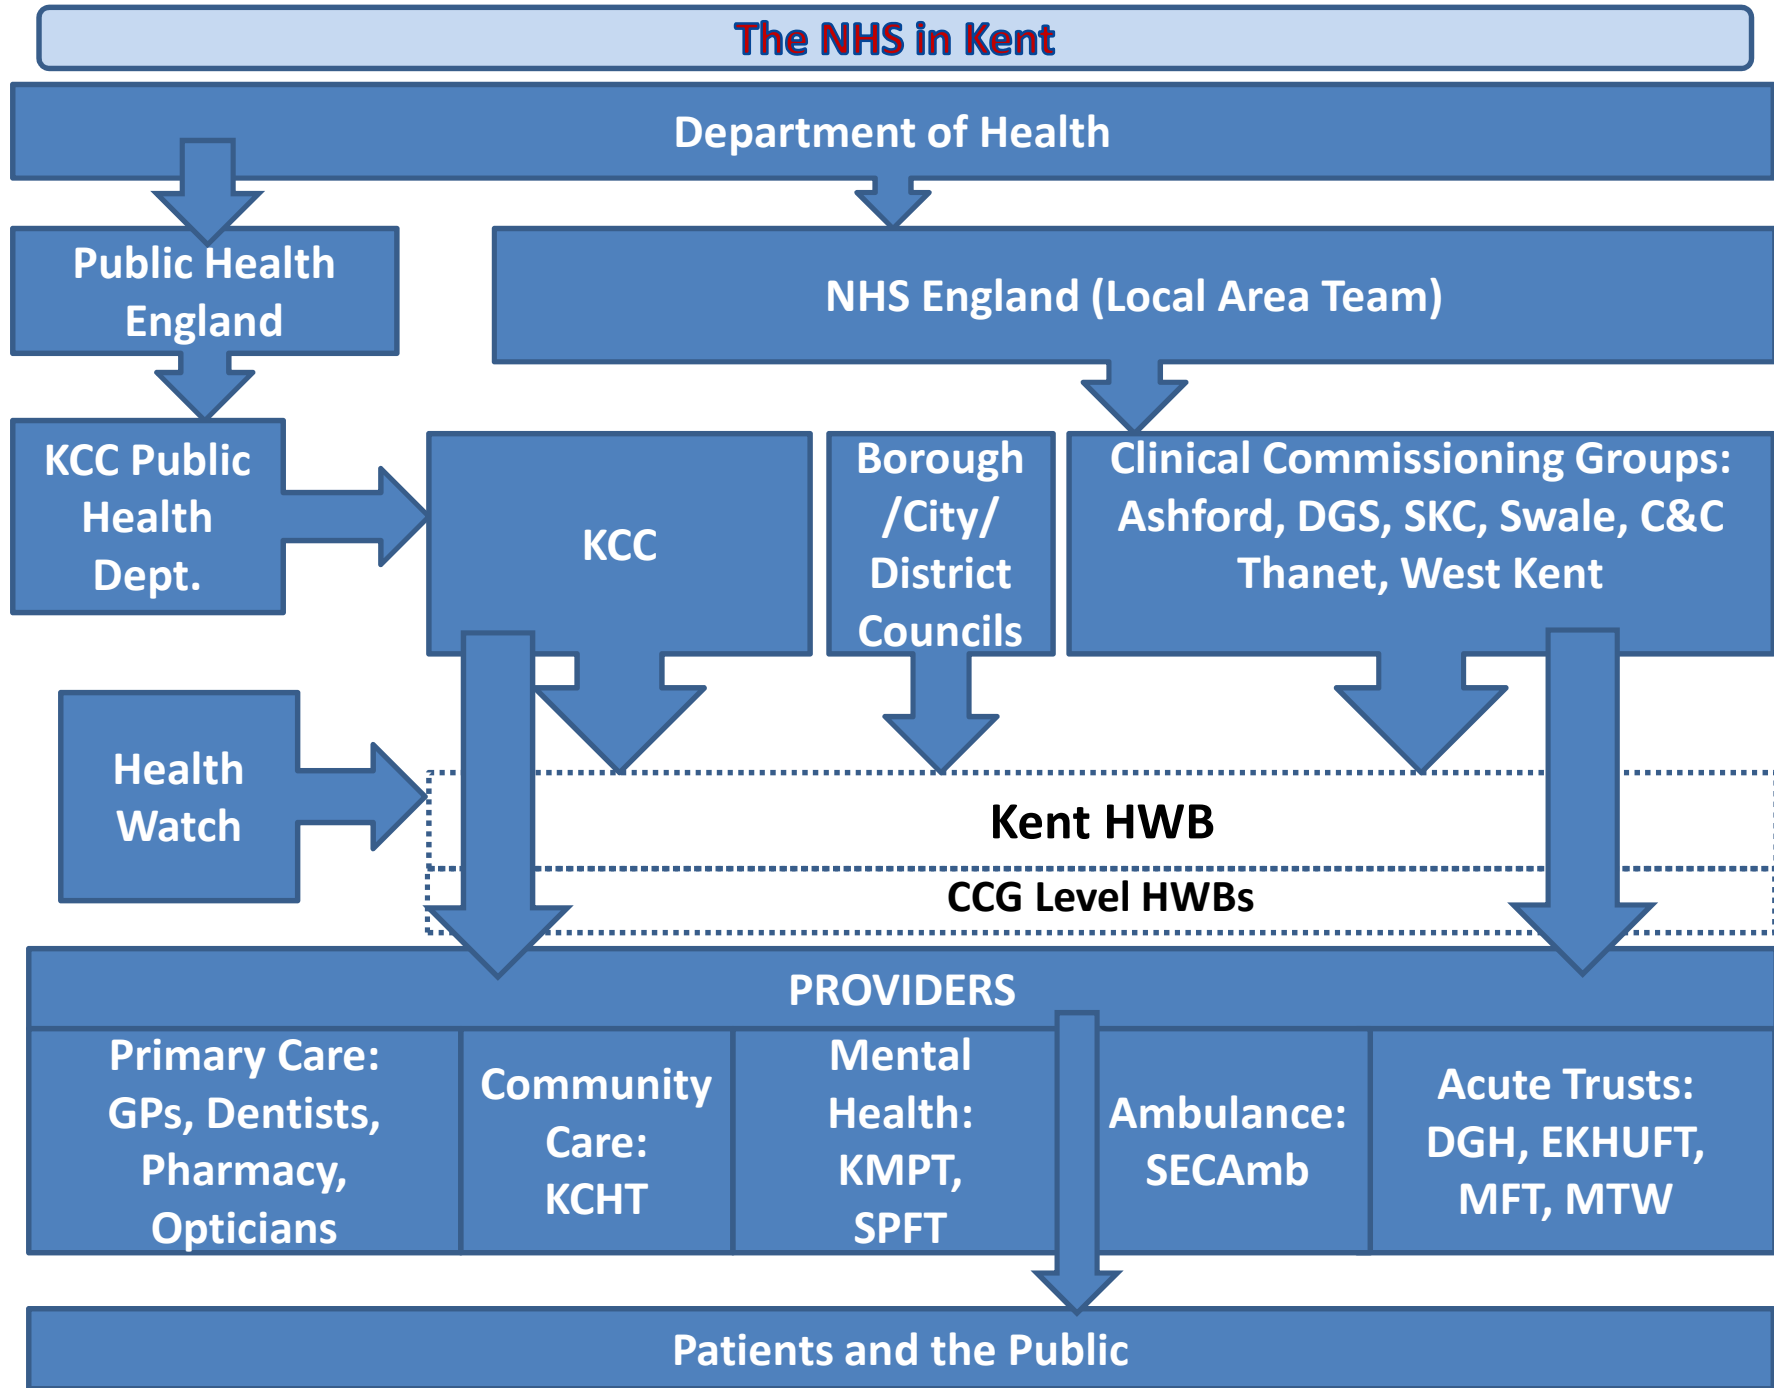 The NHS in Kent
Department of Health
Public Health
England
NHS England (Local Area Team)
KCC Public
Health
Dept.
KCC
Borough
/City/
District
Councils
Clinical Commissioning Groups:
Ashford, DGS, SKC, Swale, C&C
Thanet, West Kent
Health
Watch
Kent HWB
CCG Level HWBs
PROVIDERS
Primary Care:
GPs, Dentists,
Pharmacy,
Opticians
Community
Care:
KCHT
Mental
Health:
KMPT,
SPFT
Ambulance:
SECAmb
Acute Trusts:
DGH, EKHUFT,
MFT, MTW
Patients and the Public